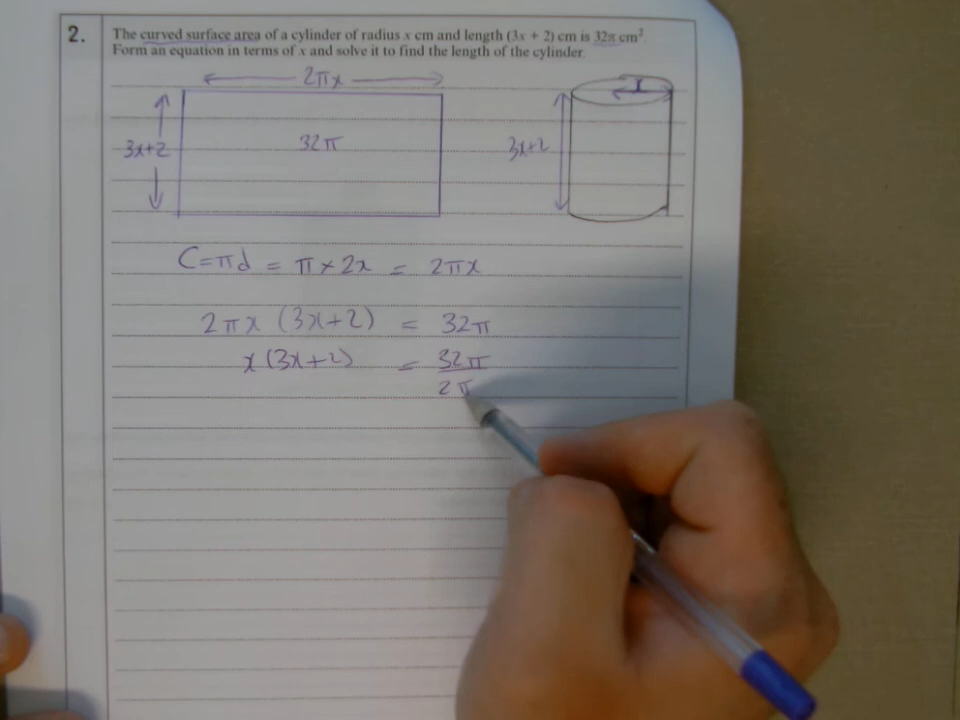 2.
The curved surface area of a cylinder of radius x cm and length (3x + 2) cm is 32π cm²
Form an equation in terms of x and solve it to find the length of the cylinder.
2πx
x
3x+2
32π
3x+2
C=πd = π×2x = 2πx
2πx (3x+2) = 32π
x (3x+2) = 32π
2π